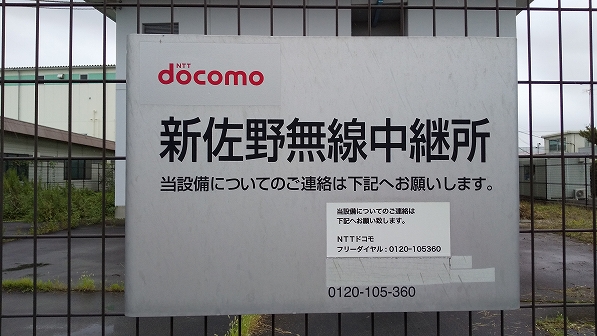 NTT
docomo
新佐野無線中継所
当設備についてのご連絡は下記へお願いします。
当設備についてのご連絡は
下記へお願い致します。
NTTドコモ
フリーダイヤル：0120-105360
0120-105-360